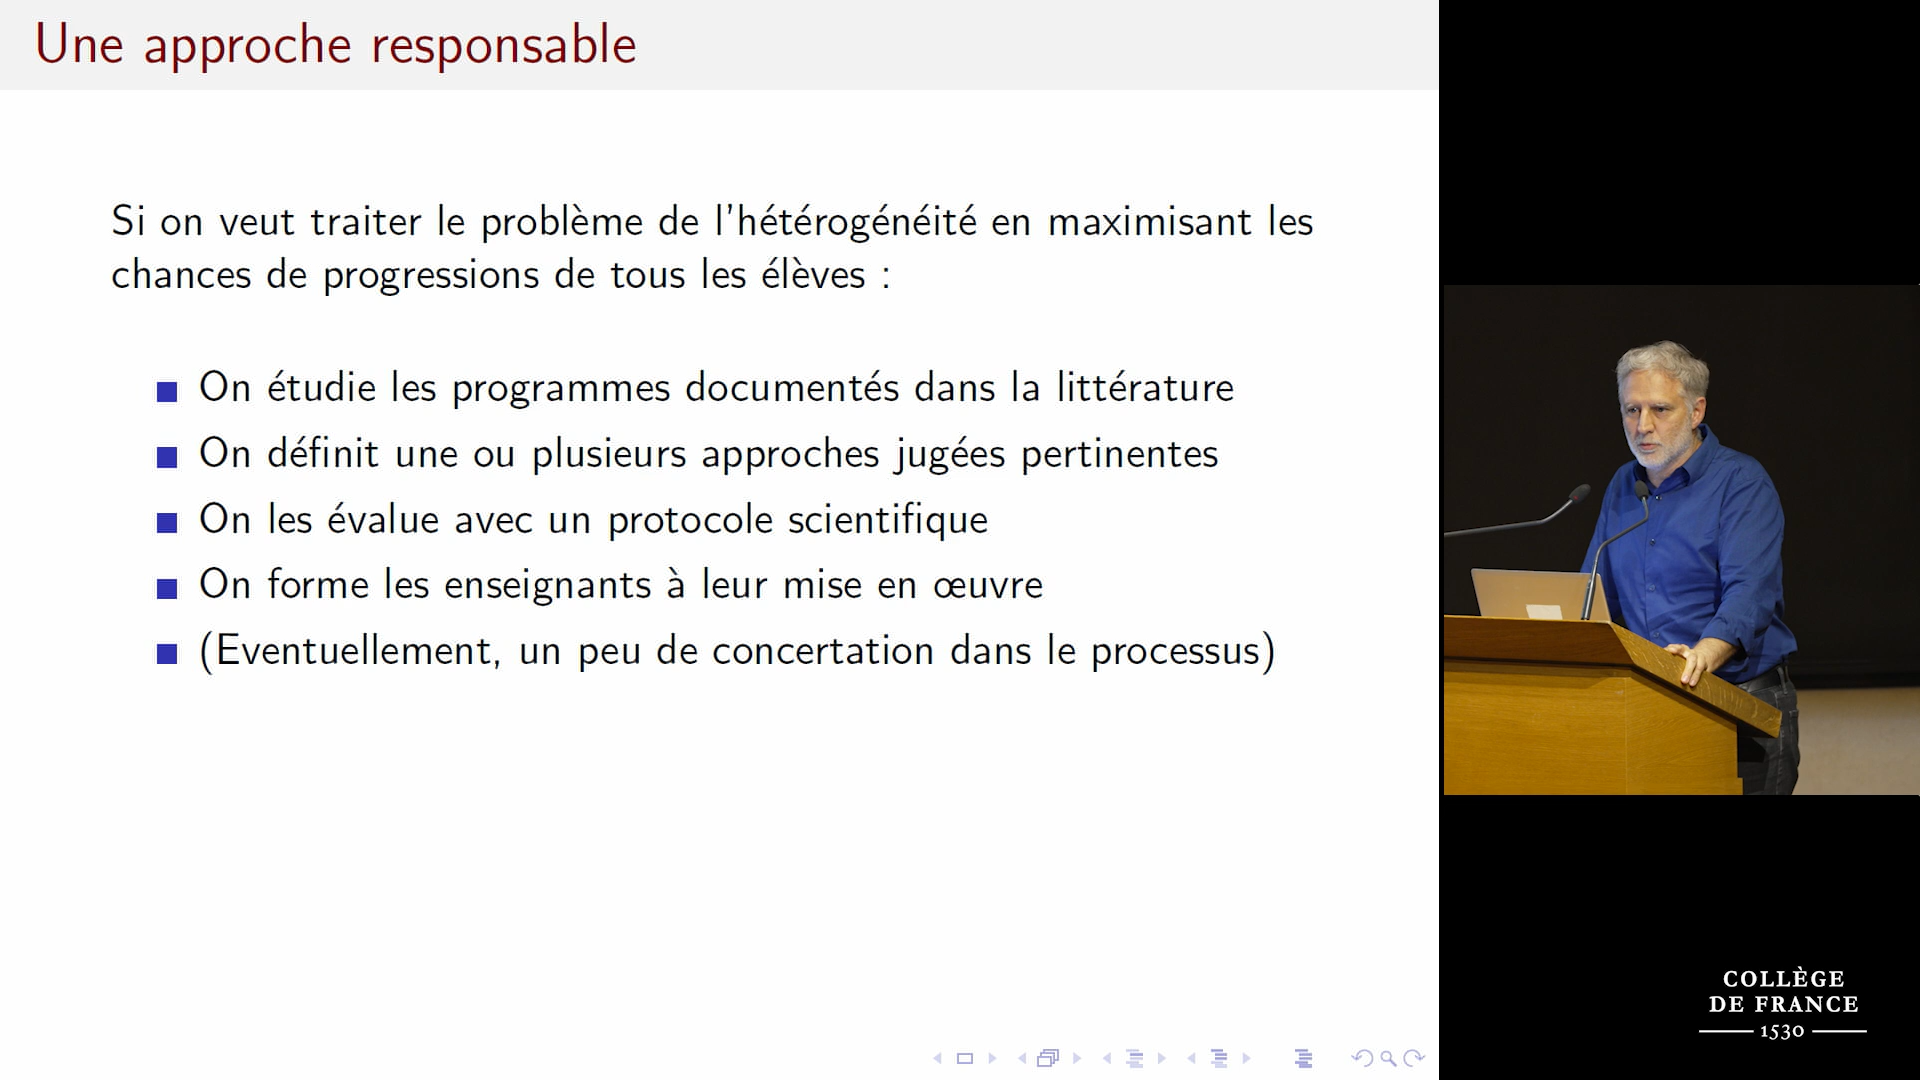 Une approche responsable
Si on veut traiter le problème de l'hétérogénéité en maximisant les
chances de progressions de tous les élèves :
On étudie les programmes documentés dans la littérature
On définit une ou plusieurs approches jugées pertinentes
On les évalue avec un protocole scientifique
On forme les enseignants à leur mise en œuvre
(Eventuellement, un peu de concertation dans le processus)
COLLÈGE
DE FRANCE
1530